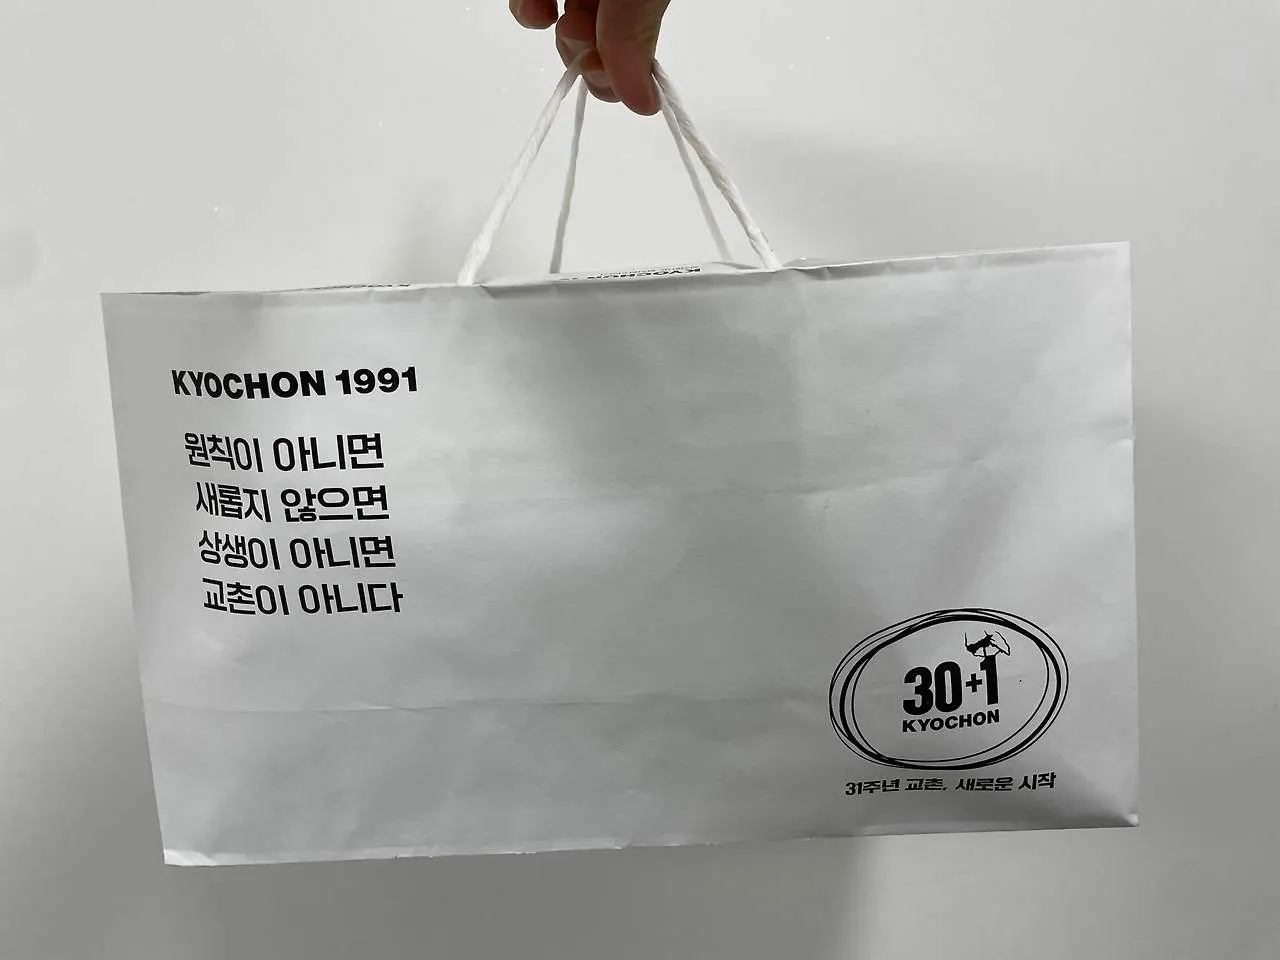 KYOCHON 1991
원칙이 아니면
새롭지 않으면
상생이 아니면
교촌이 아니다
30+1
KYOCHON
31주년 교촌, 새로운 시작